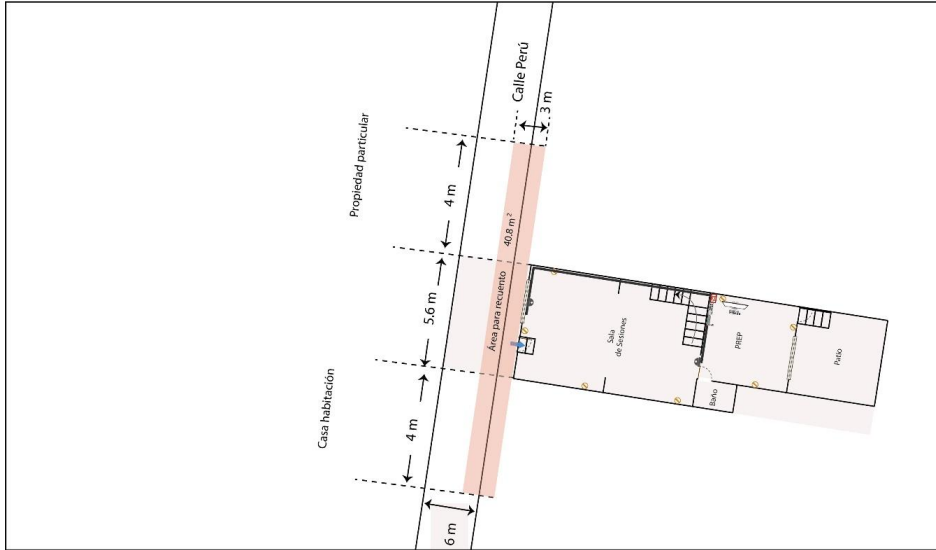 Calle Perú
3 m
Propiedad particular
4 m
40.8 m²
5.6 m
Área para recuento
Sala
de Sesiones
PREP
Patio
Casa habitación
4 m
Baño
6 m